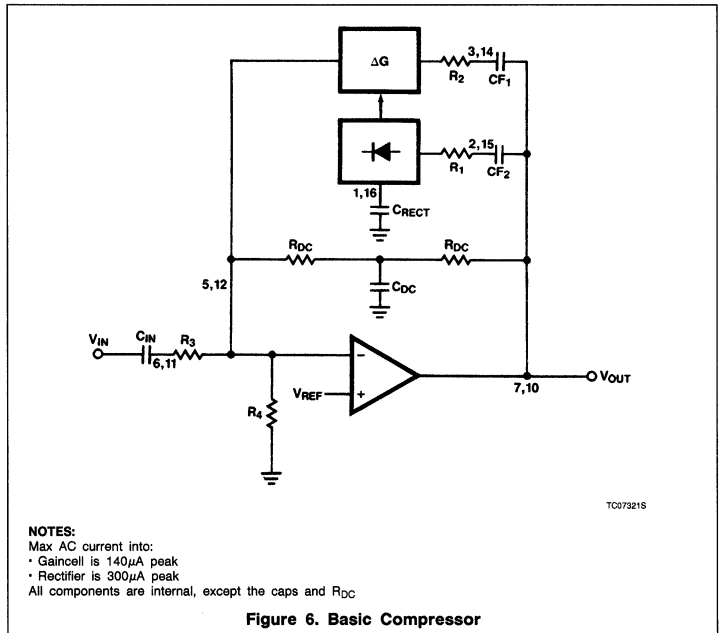 ΔG
3,14
R2
CF1
2,15
R1
CF2
1,16
CRECT
RDC
RDC
5,12
CDC
VIN
CIN
R3
6,11
−
VREF
+
7,10
VOUT
R4
TC07321S
NOTES:
Max AC current into:
• Gaincell is 140μA peak
• Rectifier is 300μA peak
All components are internal, except the caps and RDC
Figure 6. Basic Compressor